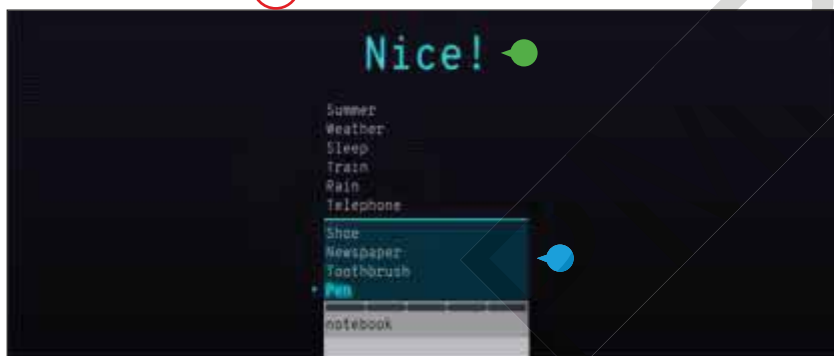 Nice!
Summer
Weather
Sleep
Train
Rain
Telephone
Shoe
Newspaper
Toothbrush
Pen
notebook